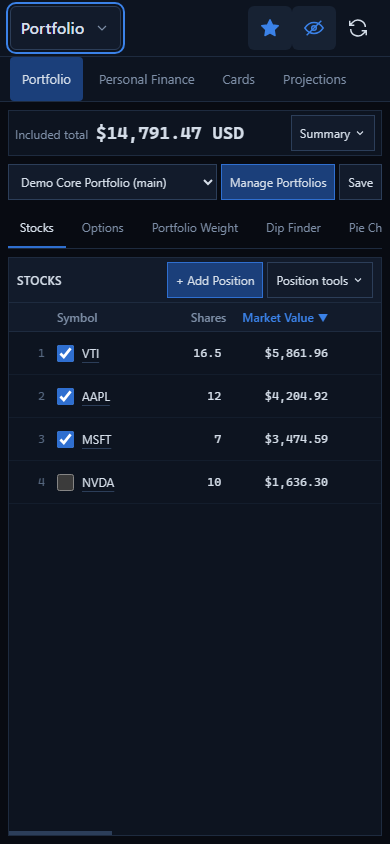 Portfolio
Portfolio Personal Finance Cards Projections
Included total $14,791.47 USD Summary
Demo Core Portfolio (main) Manage Portfolios Save
Stocks Options Portfolio Weight Dip Finder Pie Ch
STOCKS + Add Position Position tools
Symbol Shares Market Value ▼
1 VTI 16.5 $5,861.96
2 AAPL 12 $4,204.92
3 MSFT 7 $3,474.59
4 NVDA 10 $1,636.30